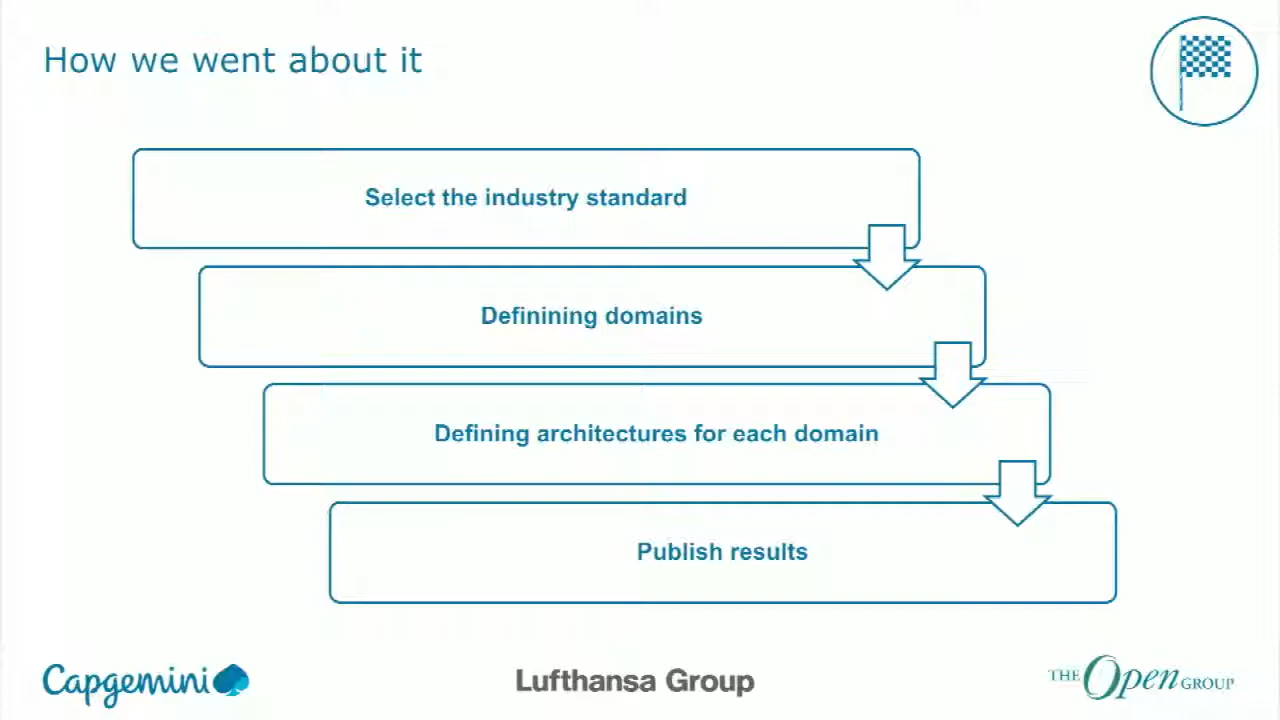 How we went about it
Select the industry standard
Definining domains
Defining architectures for each domain
Publish results
Capgemini
Lufthansa Group
THE Open GROUP